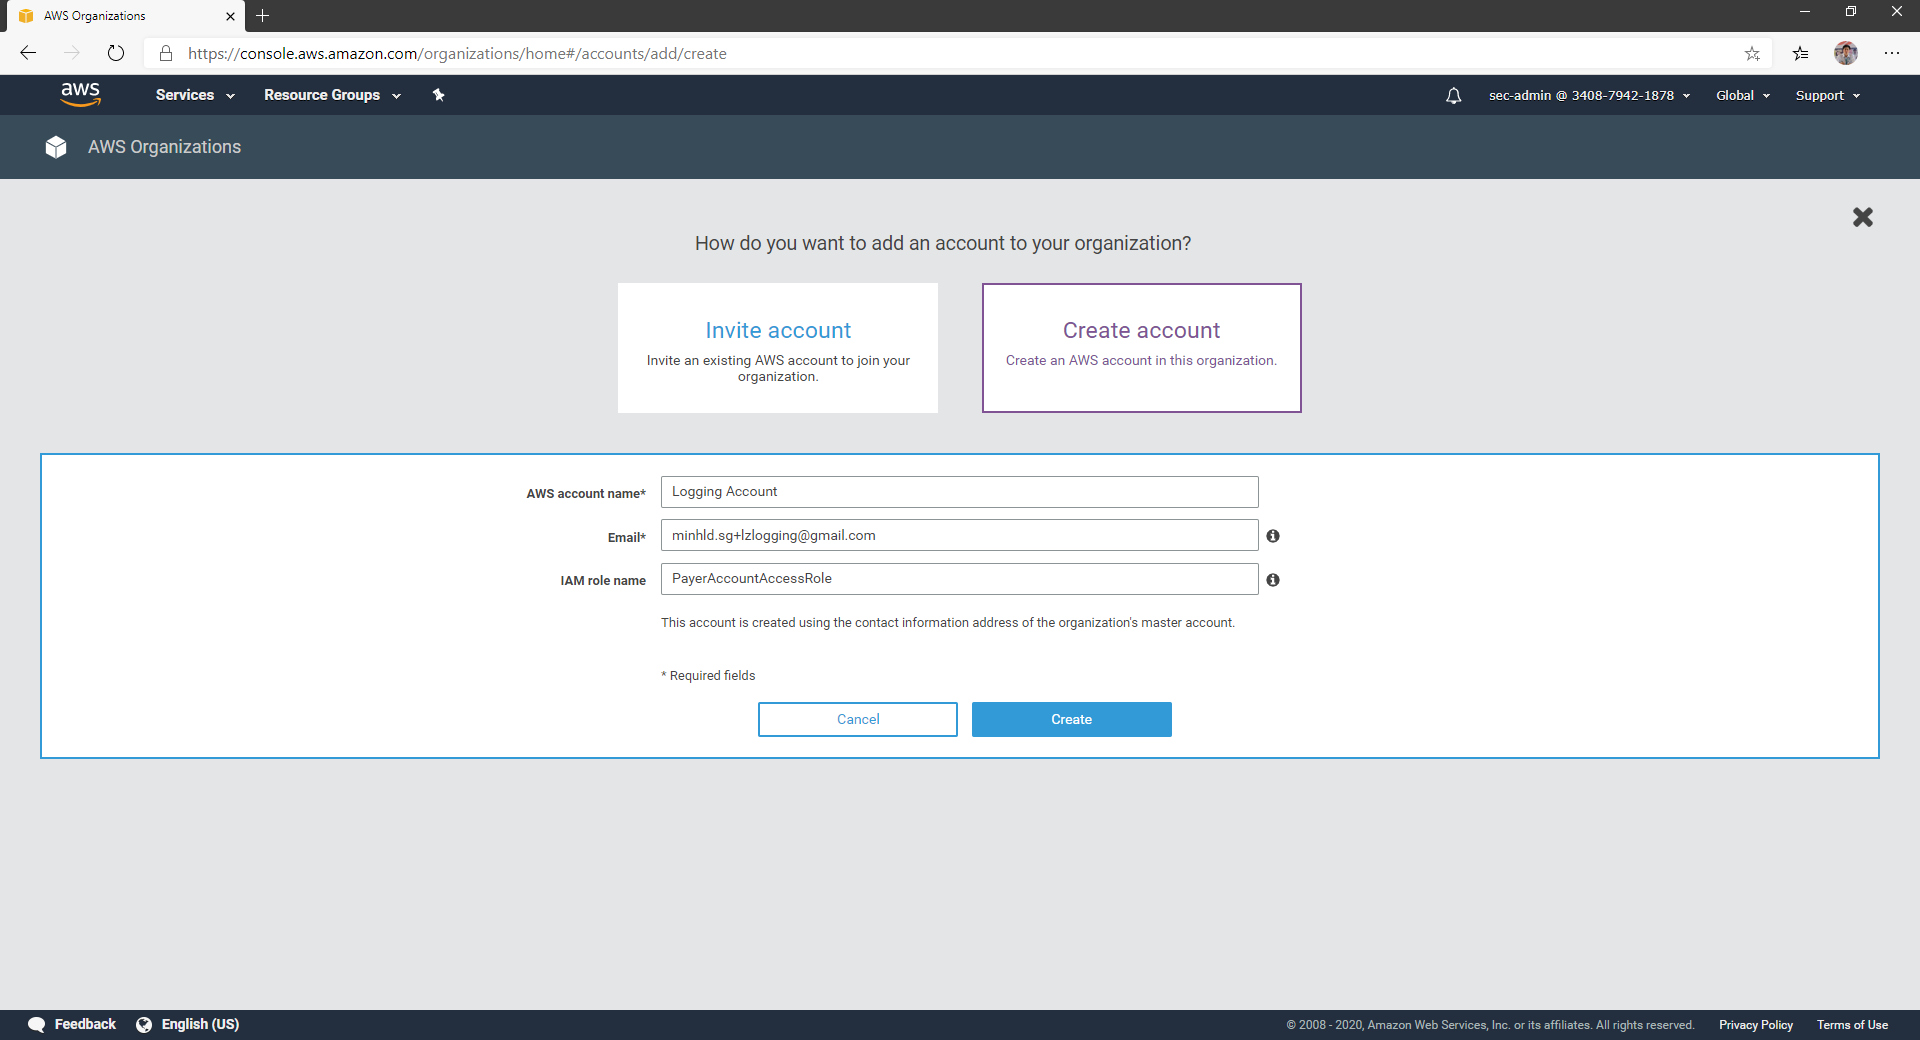 AWS Organizations
https://console.aws.amazon.com/organizations/home#/accounts/add/create
aws Services Resource Groups sec-admin @ 3408-7942-1878 Global Support
AWS Organizations
How do you want to add an account to your organization?
Invite account
Invite an existing AWS account to join your
organization.
Create account
Create an AWS account in this organization.
AWS account name* Logging Account
Email* minhld.sg+lzlogging@gmail.com
IAM role name PayerAccountAccessRole
This account is created using the contact information address of the organization's master account.
* Required fields
Cancel Create
Feedback English (US) © 2008 - 2020, Amazon Web Services, Inc. or its affiliates. All rights reserved. Privacy Policy Terms of Use